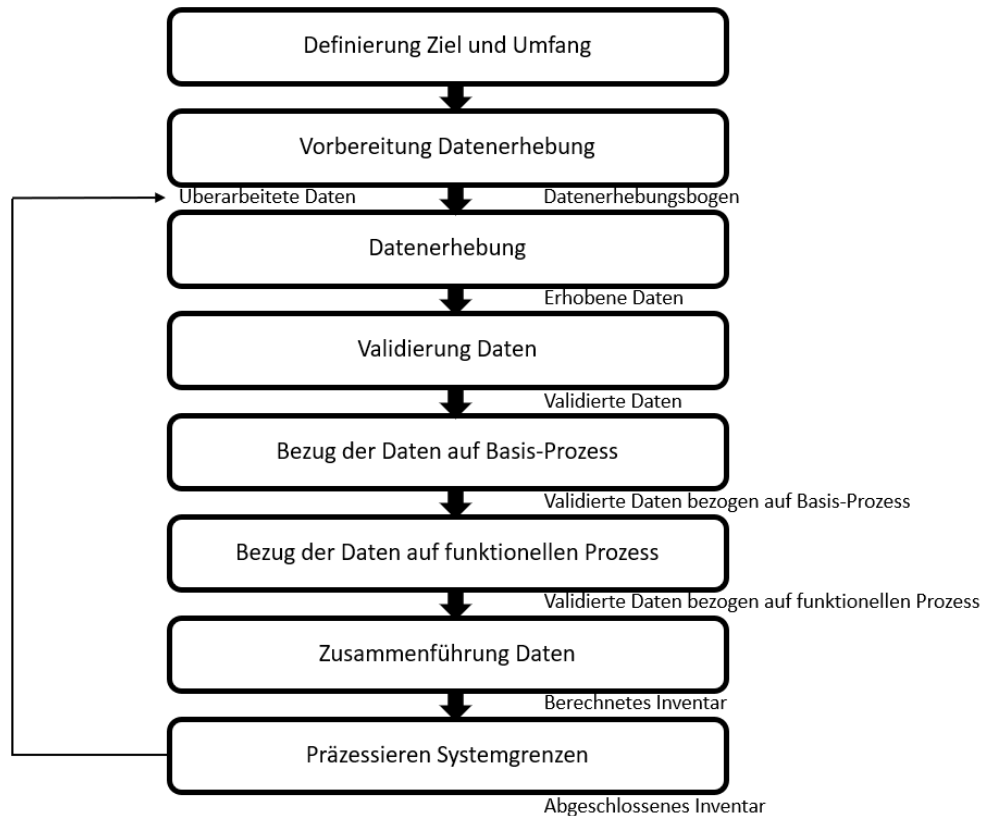 Definierung Ziel und Umfang
Vorbereitung Datenerhebung
Überarbeitete Daten
Datenerhebungsbogen
Datenerhebung
Erhobene Daten
Validierung Daten
Validierte Daten
Bezug der Daten auf Basis-Prozess
Validierte Daten bezogen auf Basis-Prozess
Bezug der Daten auf funktionellen Prozess
Validierte Daten bezogen auf funktionellen Prozess
Zusammenführung Daten
Berechnetes Inventar
Präzessieren Systemgrenzen
Abgeschlossenes Inventar